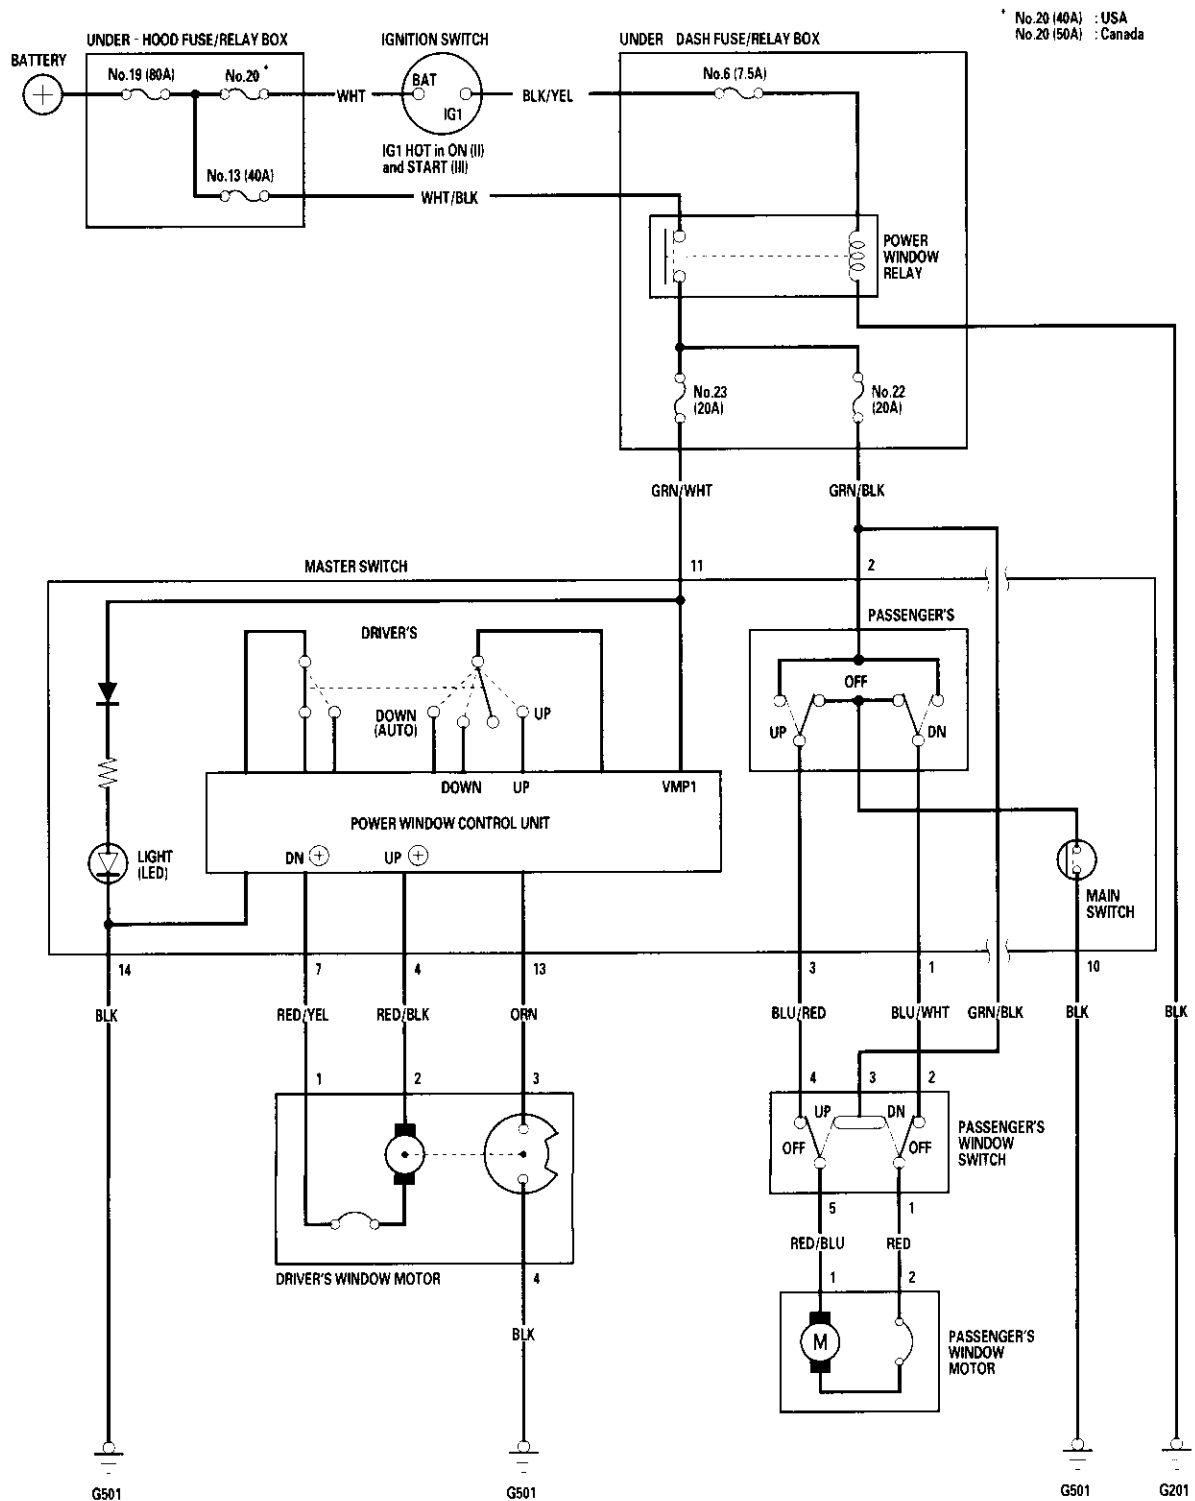 * No.20 (40A) : USA
No.20 (50A) : Canada
UNDER - HOOD FUSE/RELAY BOX
IGNITION SWITCH
UNDER DASH FUSE/RELAY BOX
BATTERY
No.19 (80A)
No.20 *
BAT
No.6 (7.5A)
WHT
BLK/YEL
IG1
IG1 HOT in ON (II)
and START (III)
No.13 (40A)
WHT/BLK
POWER
WINDOW
RELAY
No.23
(20A)
No.22
(20A)
GRN/WHT
GRN/BLK
MASTER SWITCH
11
2
DRIVER'S
PASSENGER'S
OFF
DOWN
(AUTO)
UP
UP
DN
DOWN
UP
VMP1
POWER WINDOW CONTROL UNIT
DN +
UP +
LIGHT
(LED)
MAIN
SWITCH
14
7
4
13
3
1
10
BLK
RED/YEL
RED/BLK
ORN
BLU/RED
BLU/WHT
GRN/BLK
BLK
BLK
1
2
3
4
3
2
UP
DN
OFF
OFF
PASSENGER'S
WINDOW
SWITCH
5
1
RED/BLU
RED
DRIVER'S WINDOW MOTOR
4
1
2
BLK
M
PASSENGER'S
WINDOW
MOTOR
G501
G501
G501
G201